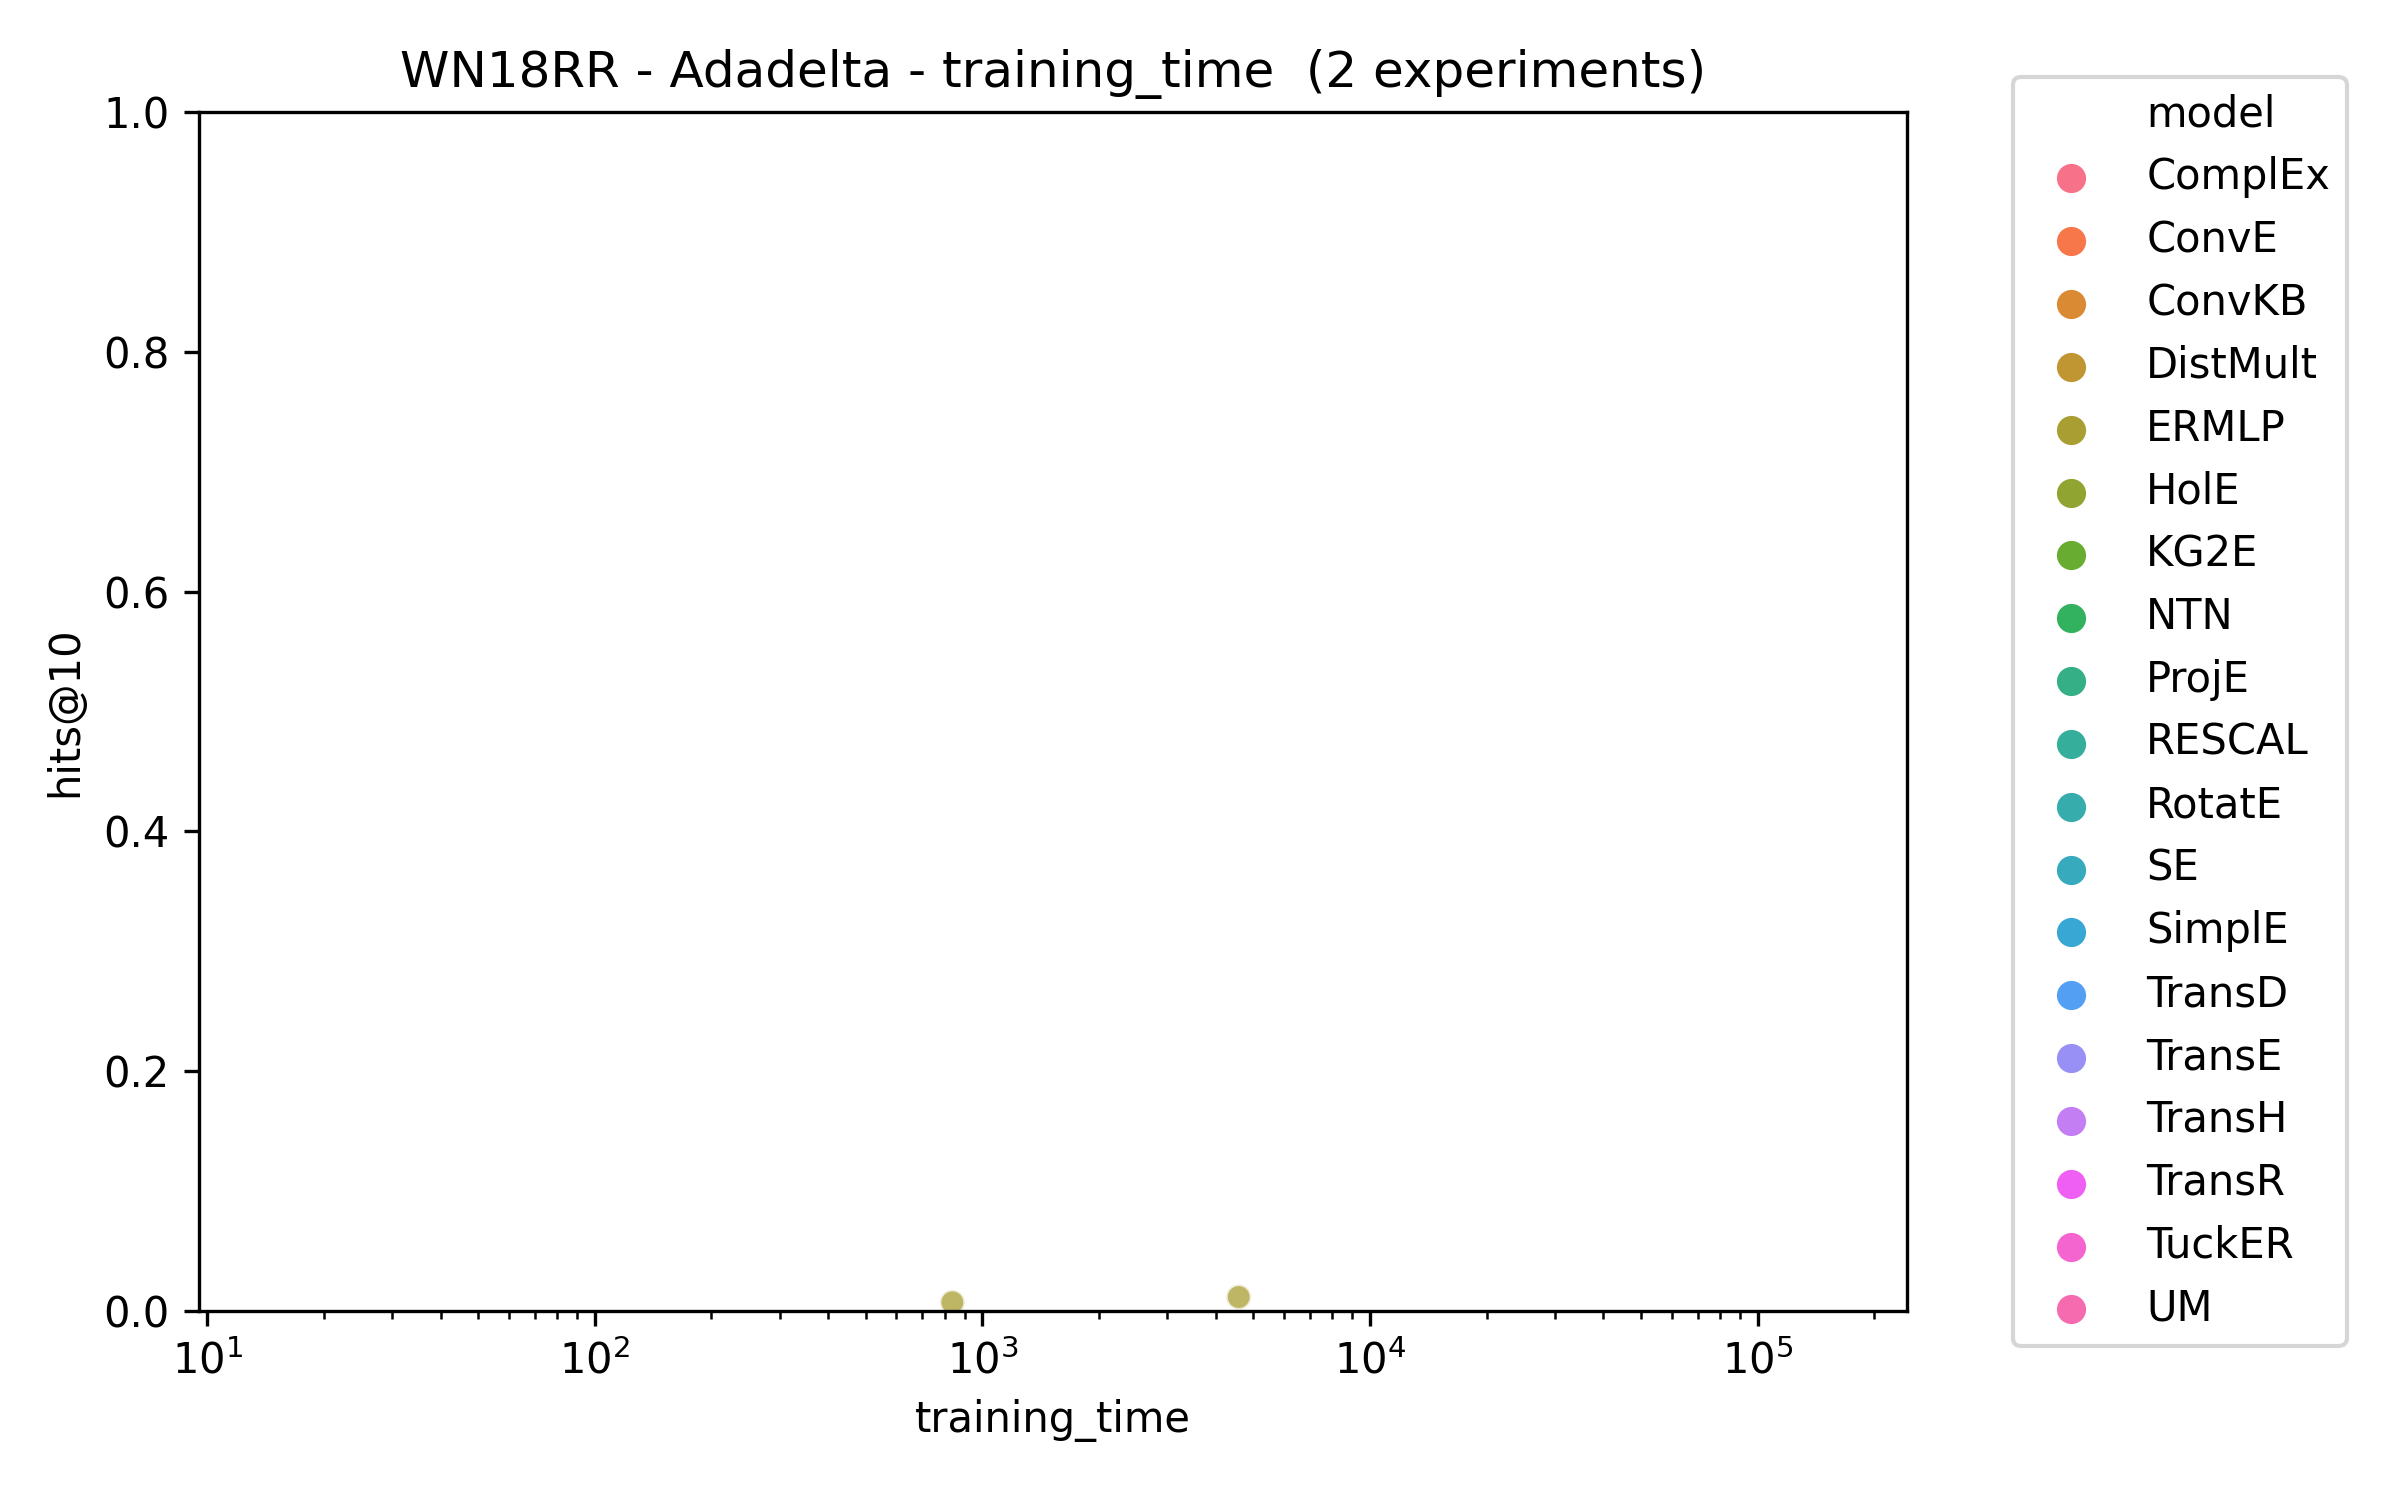 WN18RR - Adadelta - training_time  (2 experiments)
1.0
0.8
0.6
0.4
0.2
0.0
hits@10
10¹
10²
10³
10⁴
10⁵
training_time
model
ComplEx
ConvE
ConvKB
DistMult
ERMLP
HolE
KG2E
NTN
ProjE
RESCAL
RotatE
SE
SimplE
TransD
TransE
TransH
TransR
TuckER
UM